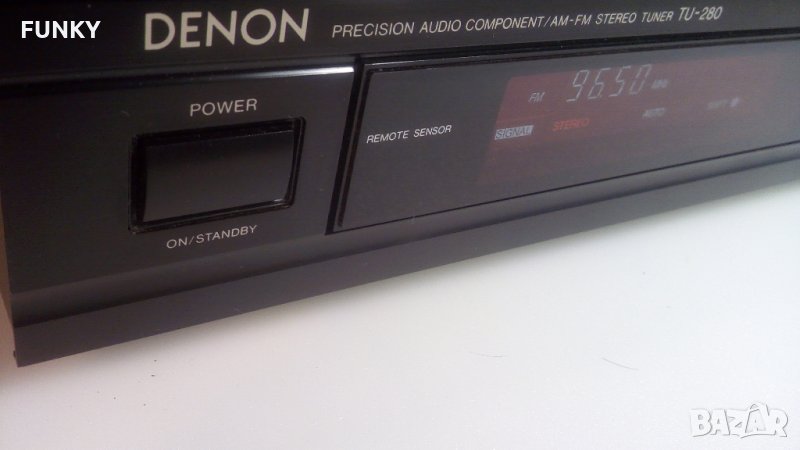 FUNKY
DENON PRECISION AUDIO COMPONENT/AM-FM STEREO TUNER TU-280
POWER
FM 96.50 MHz
REMOTE SENSOR
SIGNAL STEREO AUTO
ON/STANDBY
BAZAR